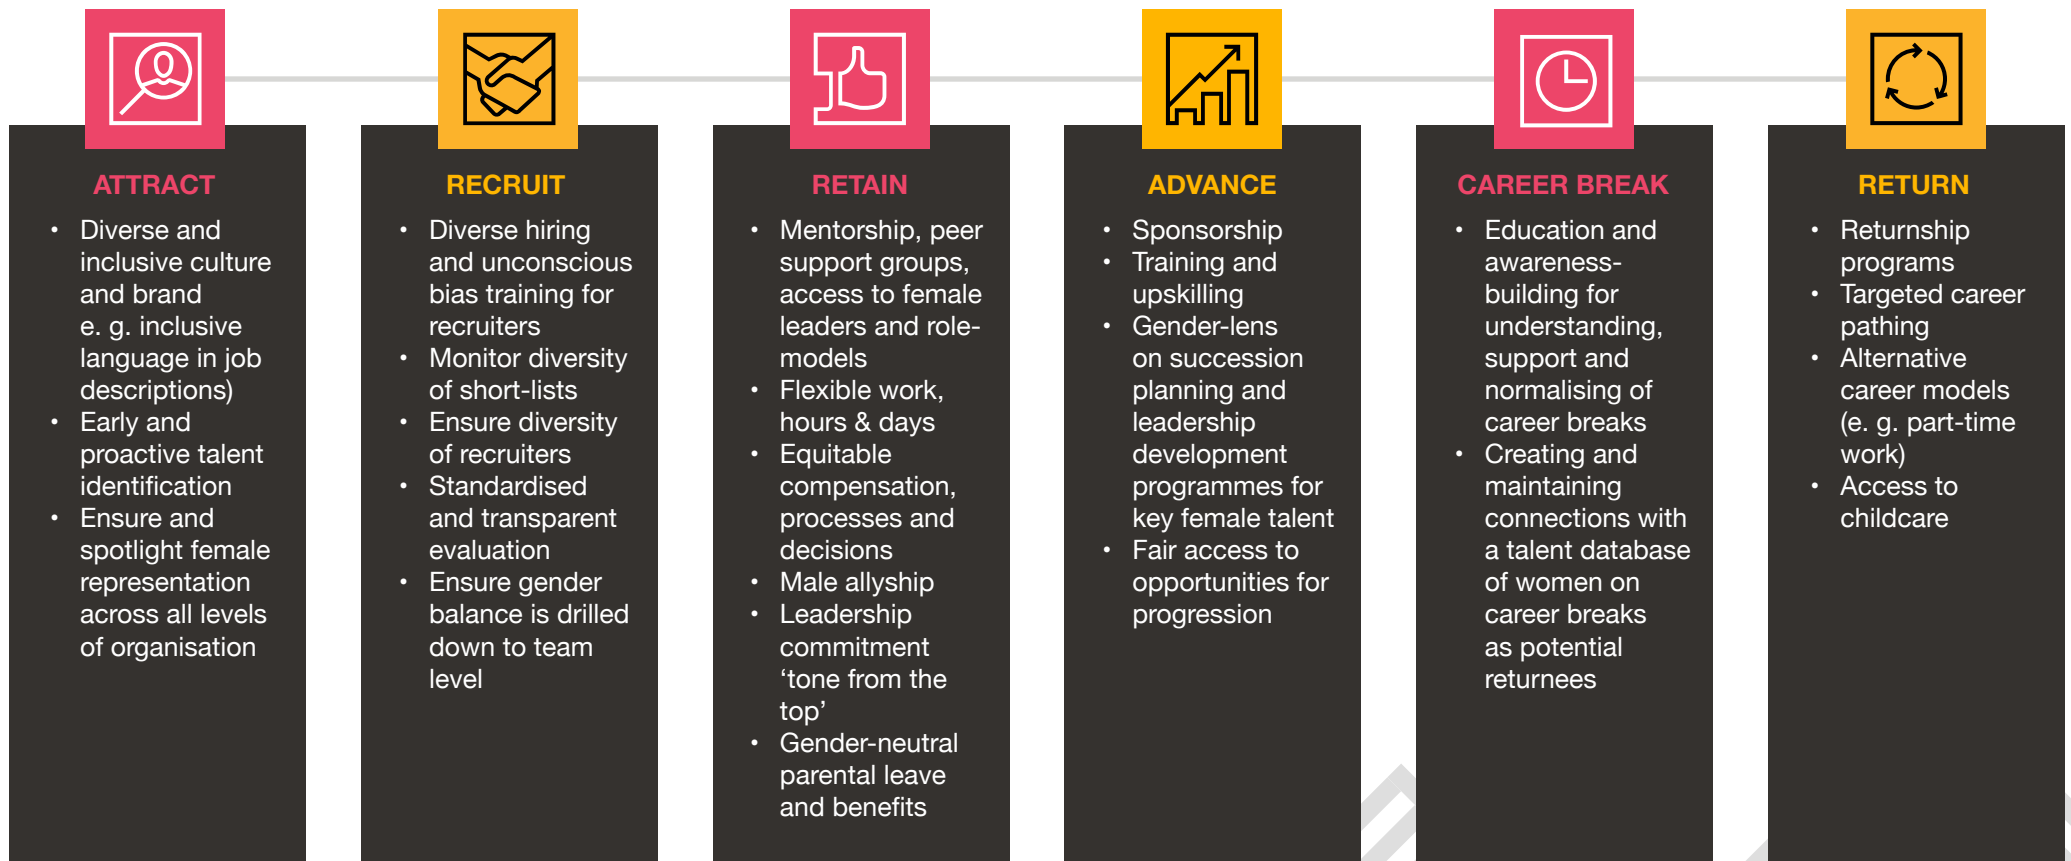 ATTRACT
• Diverse and
inclusive culture
and brand
e. g. inclusive
language in job
descriptions)
• Early and
proactive talent
identification
• Ensure and
spotlight female
representation
across all levels
of organisation
RECRUIT
• Diverse hiring
and unconscious
bias training for
recruiters
• Monitor diversity
of short-lists
• Ensure diversity
of recruiters
• Standardised
and transparent
evaluation
• Ensure gender
balance is drilled
down to team
level
RETAIN
• Mentorship, peer
support groups,
access to female
leaders and role-
models
• Flexible work,
hours & days
• Equitable
compensation,
processes and
decisions
• Male allyship
• Leadership
commitment
‘tone from the
top’
• Gender-neutral
parental leave
and benefits
ADVANCE
• Sponsorship
• Training and
upskilling
• Gender-lens
on succession
planning and
leadership
development
programmes for
key female talent
• Fair access to
opportunities for
progression
CAREER BREAK
• Education and
awareness-
building for
understanding,
support and
normalising of
career breaks
• Creating and
maintaining
connections with
a talent database
of women on
career breaks
as potential
returnees
RETURN
• Returnship
programs
• Targeted career
pathing
• Alternative
career models
(e. g. part-time
work)
• Access to
childcare